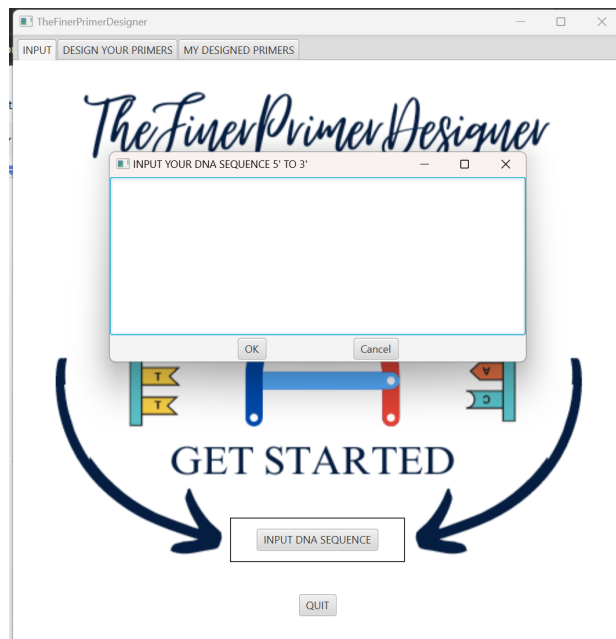 TheFinerPrimerDesigner
INPUT DESIGN YOUR PRIMERS MY DESIGNED PRIMERS
TheFinerPrimerDesigner
INPUT YOUR DNA SEQUENCE 5' TO 3'
OK Cancel
T A
T C
GET STARTED
INPUT DNA SEQUENCE
QUIT